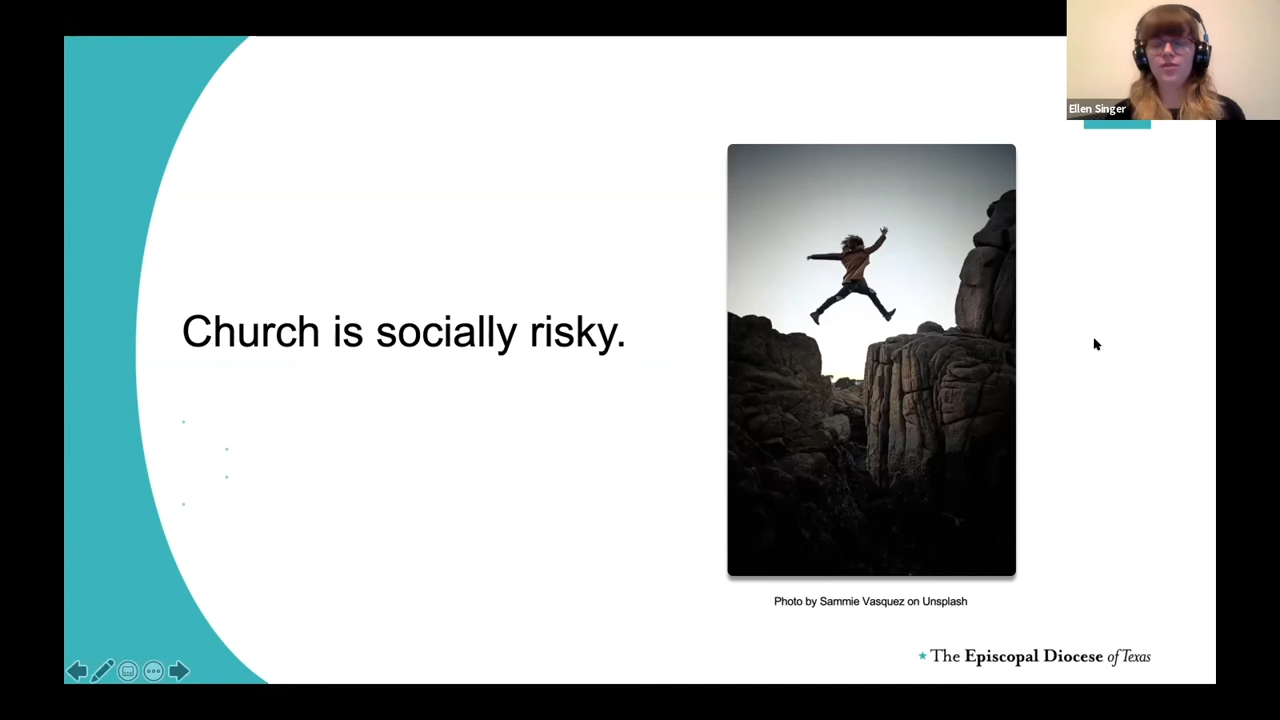 Ellen Singer
Church is socially risky.
Photo by Sammie Vasquez on Unsplash
The Episcopal Diocese of Texas